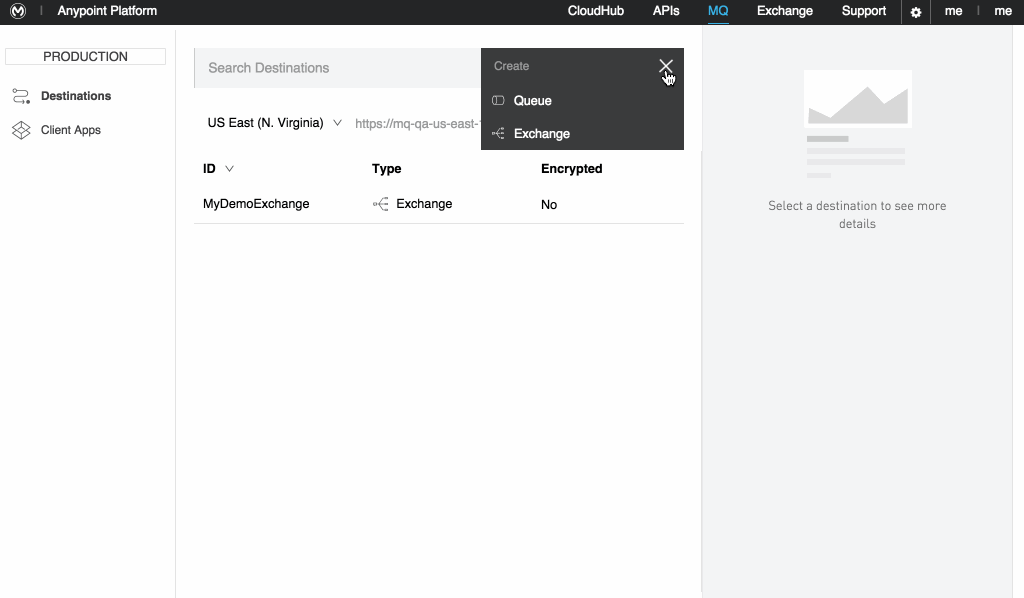 Anypoint Platform CloudHub APIs MQ Exchange Support me me
PRODUCTION
Destinations
Client Apps
Search Destinations
Create
Queue
Exchange
US East (N. Virginia) https://mq-qa-us-east-
ID Type Encrypted
MyDemoExchange Exchange No
Select a destination to see more
details